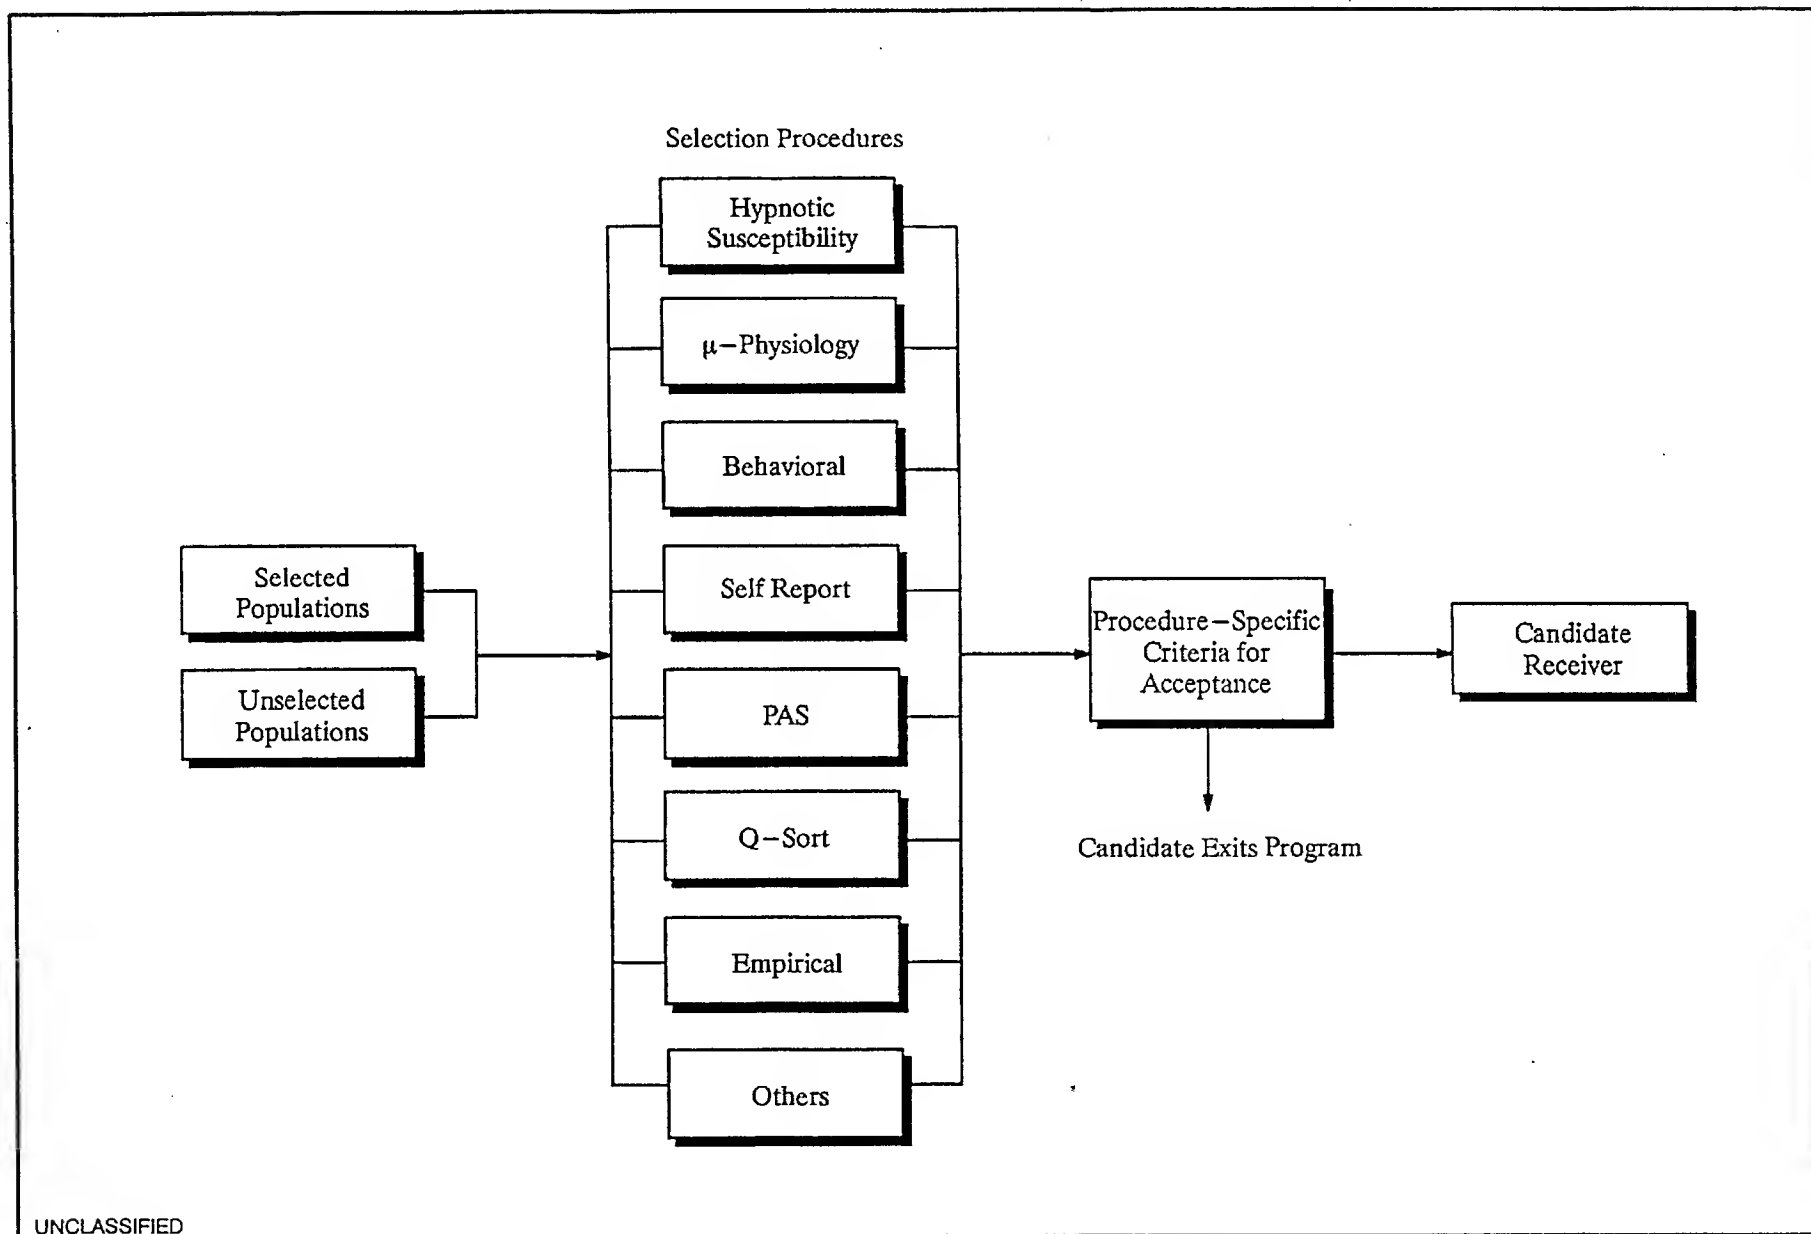 Selection Procedures
Hypnotic
Susceptibility
μ-Physiology
Behavioral
Self Report
PAS
Q-Sort
Empirical
Others
Selected
Populations
Unselected
Populations
Procedure-Specific
Criteria for
Acceptance
Candidate
Receiver
Candidate Exits Program
UNCLASSIFIED